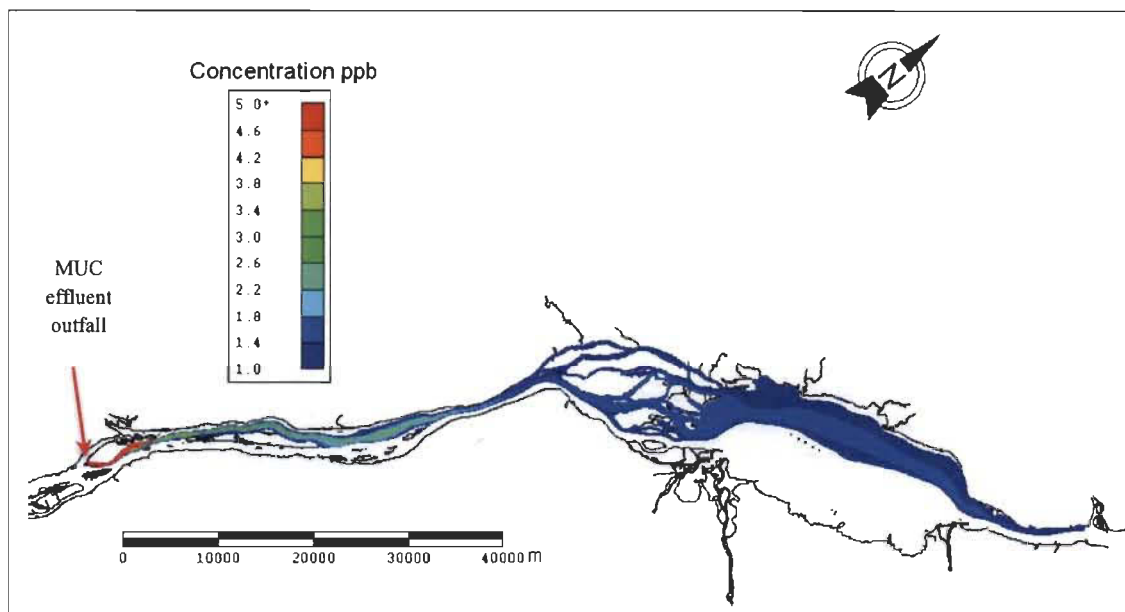 Concentration ppb
5.0+
4.6
4.2
3.8
3.4
3.0
2.6
2.2
1.8
1.4
1.0
N
MUC
effluent
outfall
0 10000 20000 30000 40000 m